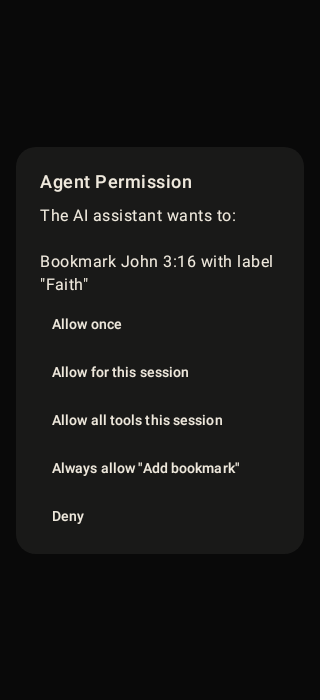 Agent Permission
The AI assistant wants to:
Bookmark John 3:16 with label
"Faith"
Allow once
Allow for this session
Allow all tools this session
Always allow "Add bookmark"
Deny